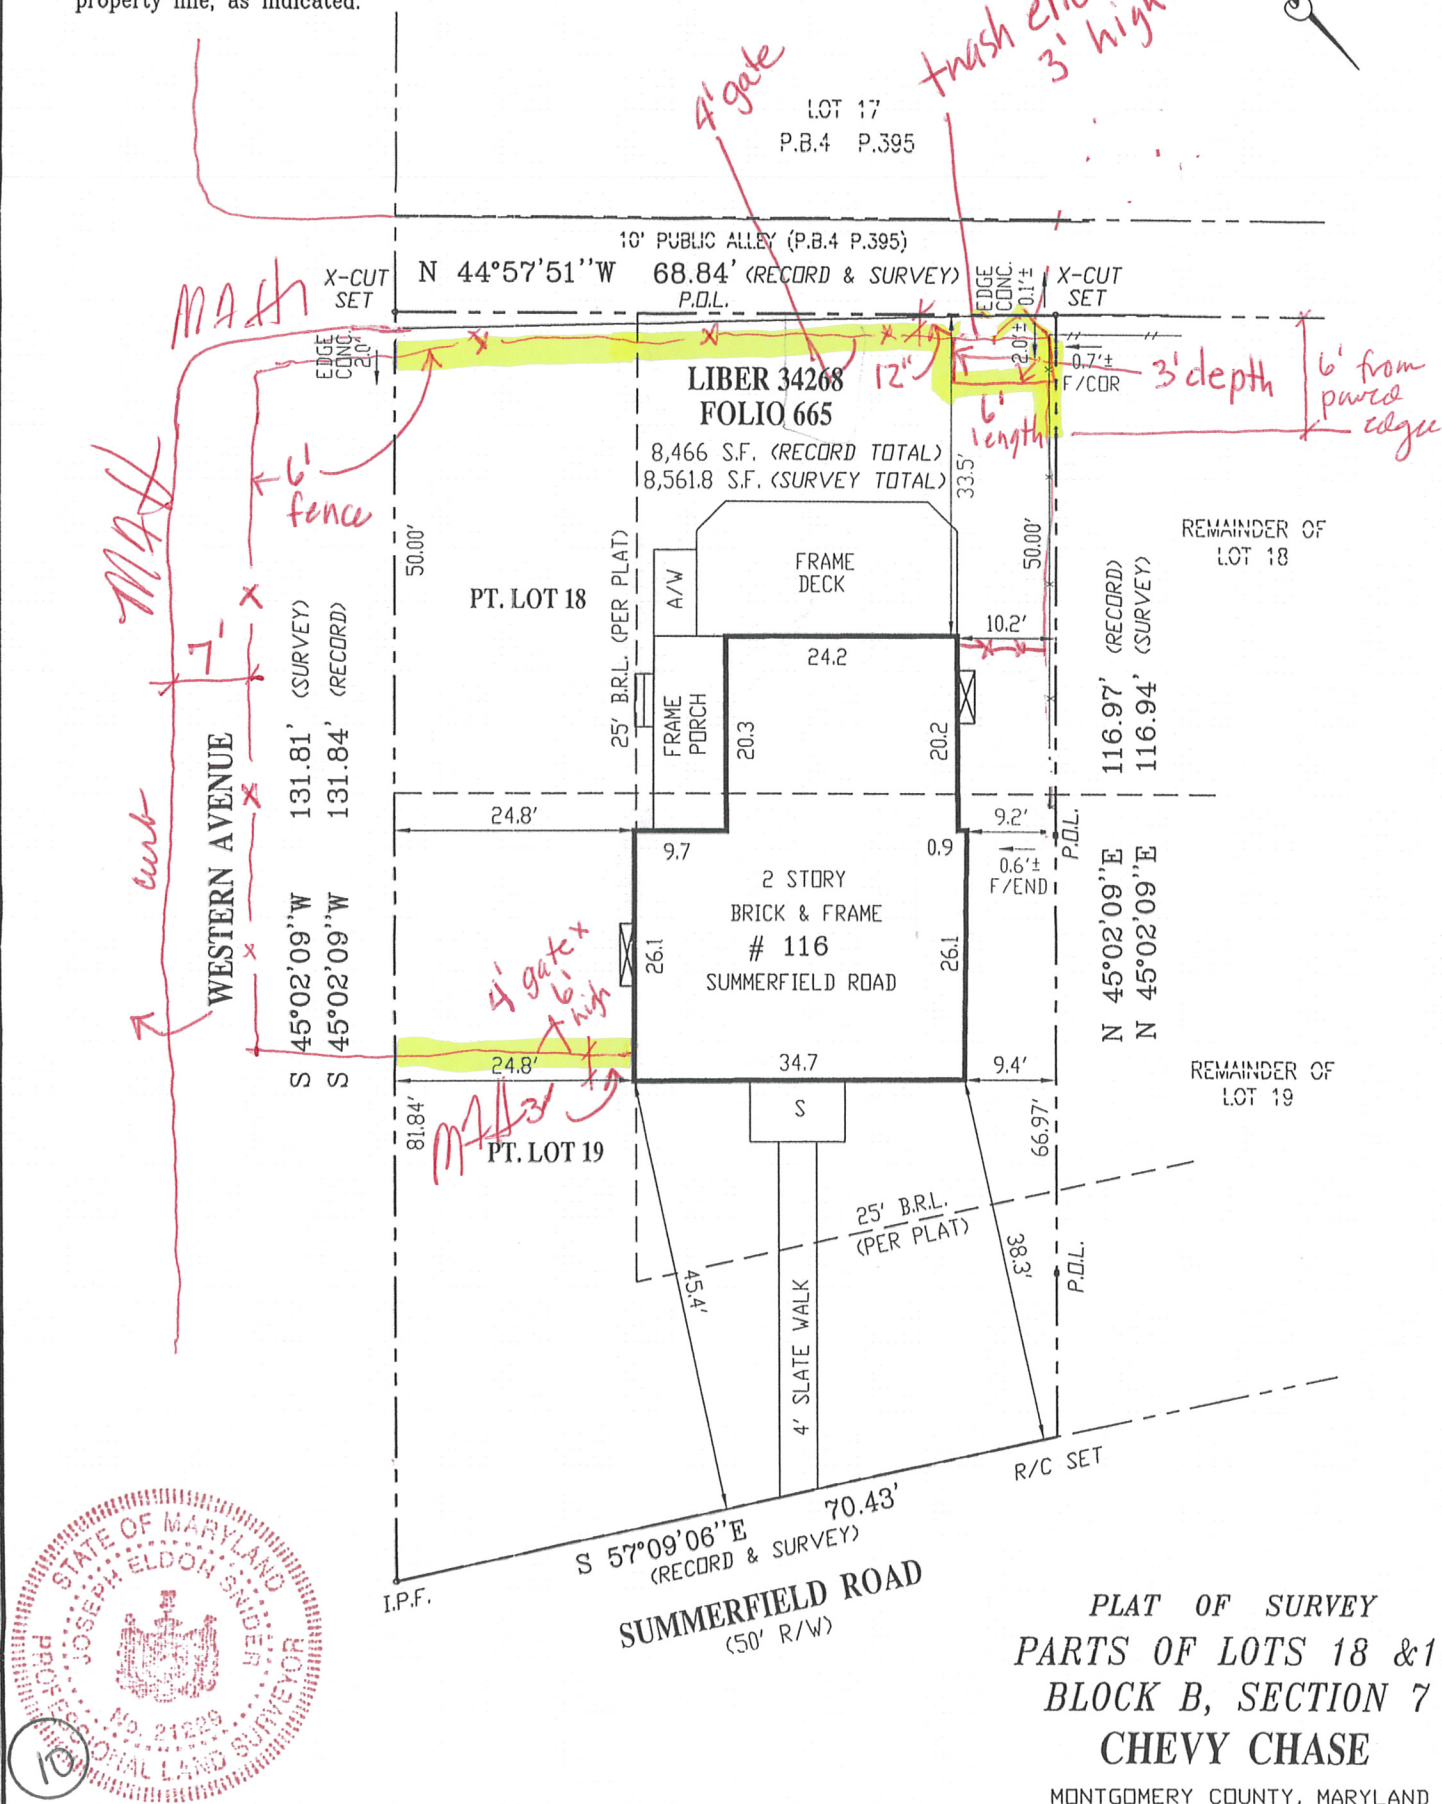 property line, as indicated.
trash
3' high
4' gate
LOT 17
P.B.4 P.395
10' PUBLIC ALLEY (P.B.4 P.395)
X-CUT
SET
N 44°57'51"W 68.84' (RECORD & SURVEY)
P.O.L.
EDGE
CONC.
0.1'±
X-CUT
SET
EDGE
CONC.
2.0'
2.0'±
0.7'±
F/COR
12"
3' depth
6' from
paved
edge
6'
length
LIBER 34268
FOLIO 665
8,466 S.F. (RECORD TOTAL)
8,561.8 S.F. (SURVEY TOTAL)
6'
fence
33.5'
50.00'
50.00'
REMAINDER OF
LOT 18
FRAME
DECK
A/W
PT. LOT 18
25' B.R.L. (PER PLAT)
10.2'
24.2
7'
FRAME
PORCH
20.3
20.2
116.97' (RECORD)
116.94' (SURVEY)
131.81' (SURVEY)
131.84' (RECORD)
WESTERN AVENUE
curb
24.8'
9.7
0.9
9.2'
P.O.L.
0.6'±
F/END
2 STORY
BRICK & FRAME
# 116
SUMMERFIELD ROAD
26.1
26.1
S 45°02'09"W
S 45°02'09"W
N 45°02'09"E
N 45°02'09"E
4' gate x
6'
high
24.8'
34.7
9.4'
S
3'
81.84'
66.97'
PT. LOT 19
REMAINDER OF
LOT 19
25' B.R.L.
(PER PLAT)
45.4'
38.3'
P.O.L.
4' SLATE WALK
R/C SET
70.43'
S 57°09'06"E
(RECORD & SURVEY)
I.P.F.
SUMMERFIELD ROAD
(50' R/W)
STATE OF MARYLAND
JOSEPH ELDON SNIDER
NO. 21229
PROFESSIONAL LAND SURVEYOR
10
PLAT OF SURVEY
PARTS OF LOTS 18 &1
BLOCK B, SECTION 7
CHEVY CHASE
MONTGOMERY COUNTY, MARYLAND